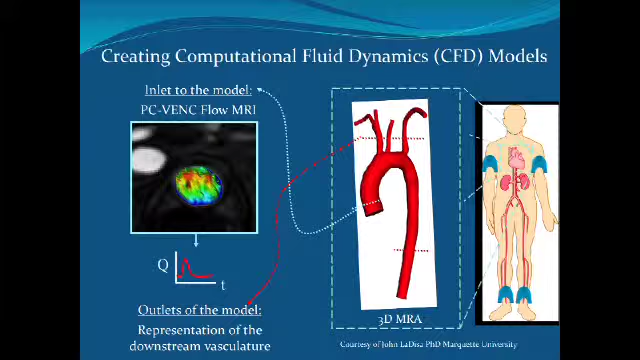 Creating Computational Fluid Dynamics (CFD) Models
Inlet to the model:
PC-VENC Flow MRI
Q
t
Outlets of the model:
Representation of the
downstream vasculature
3D MRA
Courtesy of John LaDisa PhD Marquette University